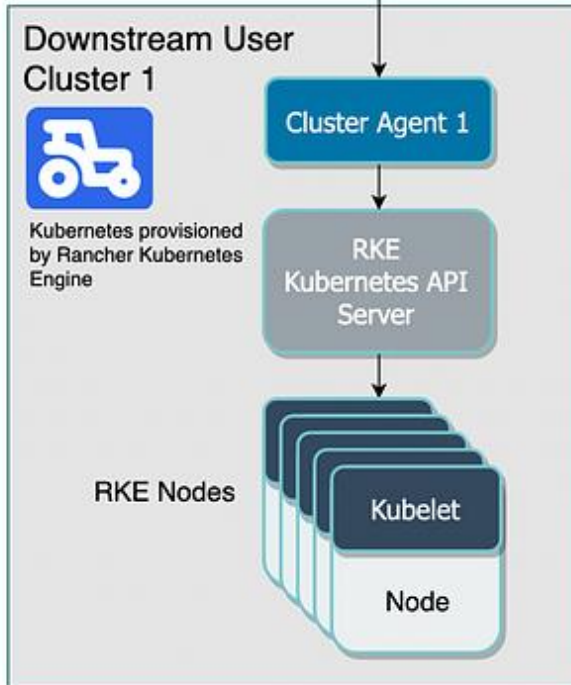 Downstream User
Cluster 1
Kubernetes provisioned
by Rancher Kubernetes
Engine
Cluster Agent 1
RKE
Kubernetes API
Server
RKE Nodes
Kubelet
Node